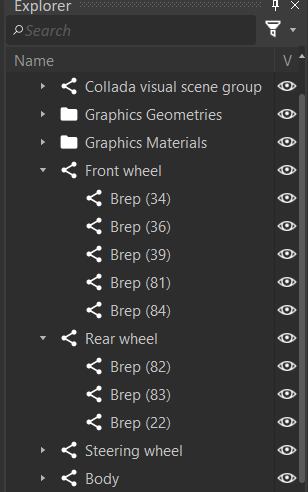 Explorer
Search
Name V
Collada visual scene group
Graphics Geometries
Graphics Materials
Front wheel
Brep (34)
Brep (36)
Brep (39)
Brep (81)
Brep (84)
Rear wheel
Brep (82)
Brep (83)
Brep (22)
Steering wheel
Body